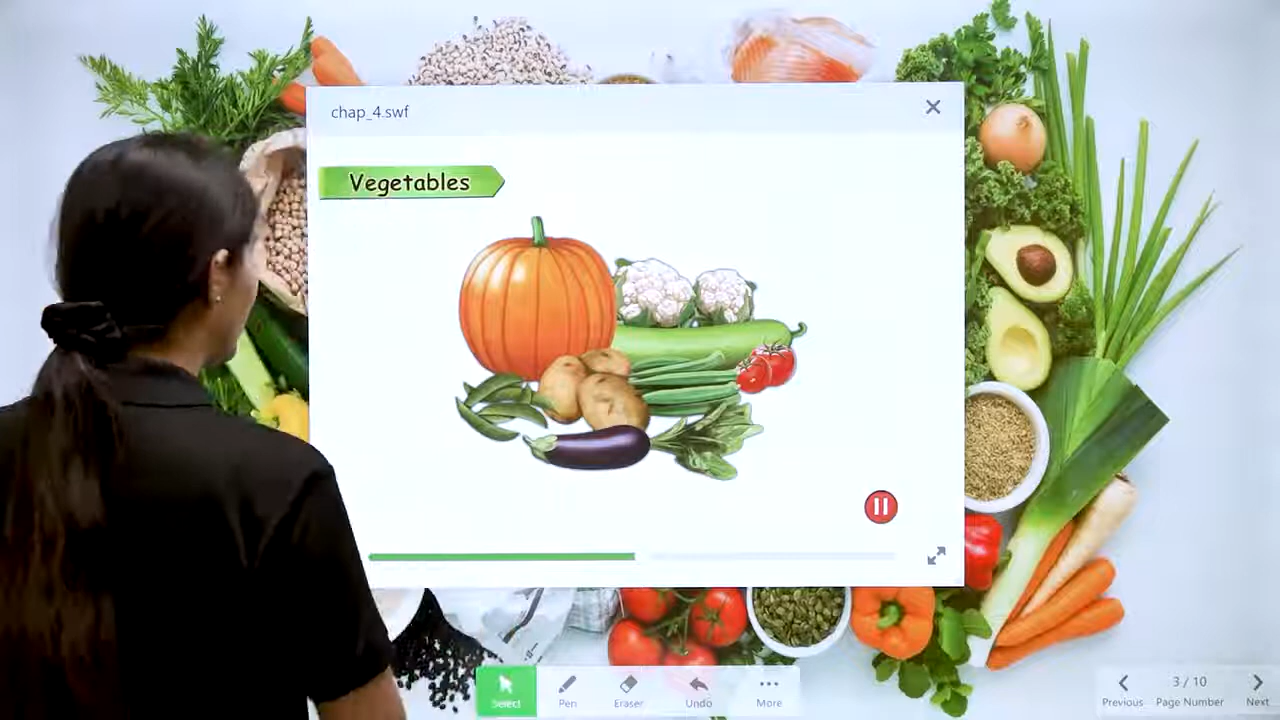 chap_4.swf
Vegetables
Select
Pen
Eraser
Undo
More
Previous
3 / 10
Page Number
Next